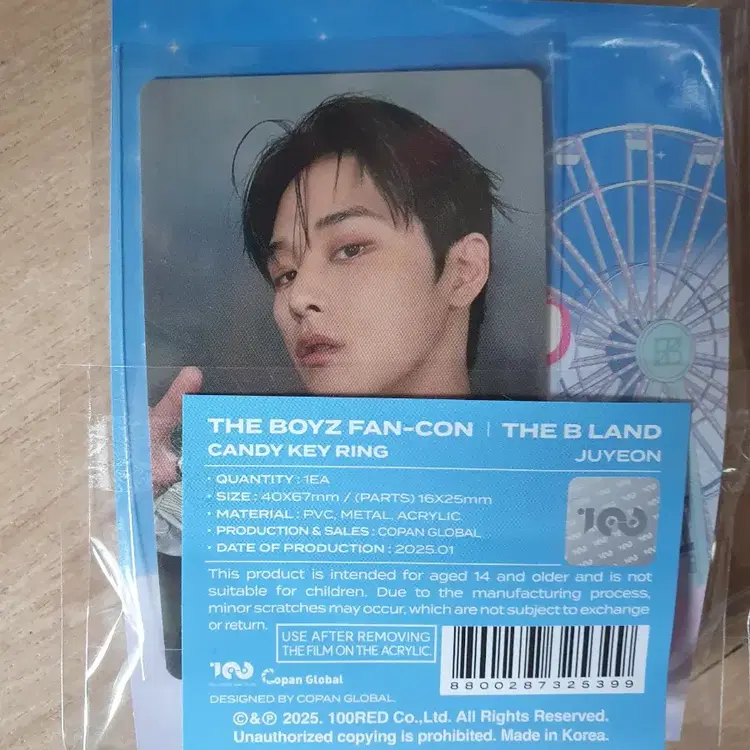 THE BOYZ FAN-CON | THE B LAND
CANDY KEY RING JUYEON
• QUANTITY : 1EA
• SIZE : 40X67mm / (PARTS) 16X25mm
• MATERIAL : PVC, METAL, ACRYLIC
• PRODUCTION & SALES : COPAN GLOBAL
• DATE OF PRODUCTION : 2025.01
100
This product is intended for aged 14 and older and is not
suitable for children. Due to the manufacturing process,
minor scratches may occur, which are not subject to exchange
or return.
USE AFTER REMOVING
THE FILM ON THE ACRYLIC
100 Copan Global
8800287325399
DESIGNED BY COPAN GLOBAL.
©&℗ 2025. 100RED Co.,Ltd. All Rights Reserved.
Unauthorized copying is prohibited. Made in Korea.